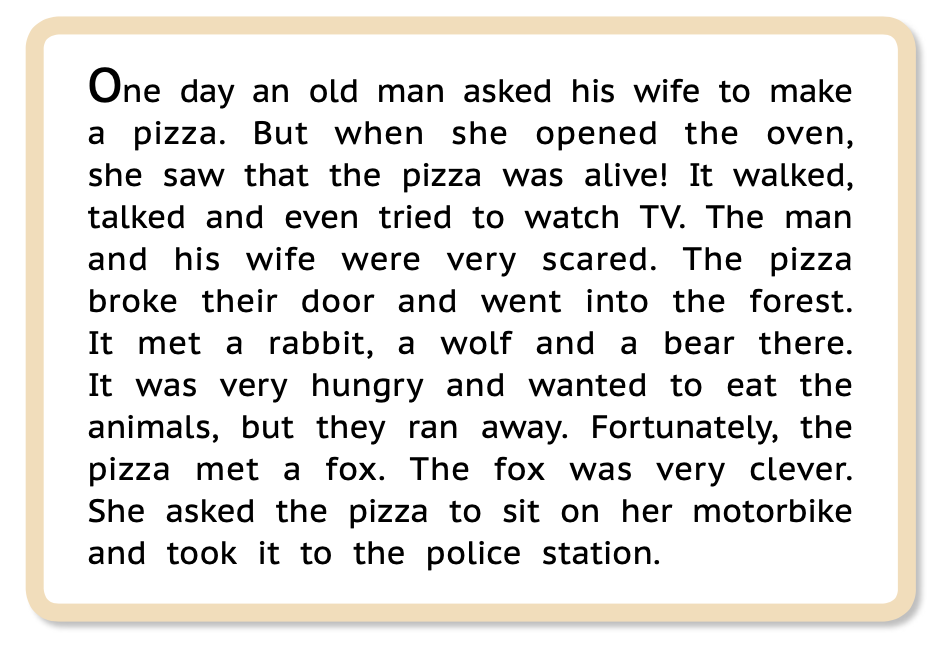 One day an old man asked his wife to make
a pizza. But when she opened the oven,
she saw that the pizza was alive! It walked,
talked and even tried to watch TV. The man
and his wife were very scared. The pizza
broke their door and went into the forest.
It met a rabbit, a wolf and a bear there.
It was very hungry and wanted to eat the
animals, but they ran away. Fortunately, the
pizza met a fox. The fox was very clever.
She asked the pizza to sit on her motorbike
and took it to the police station.